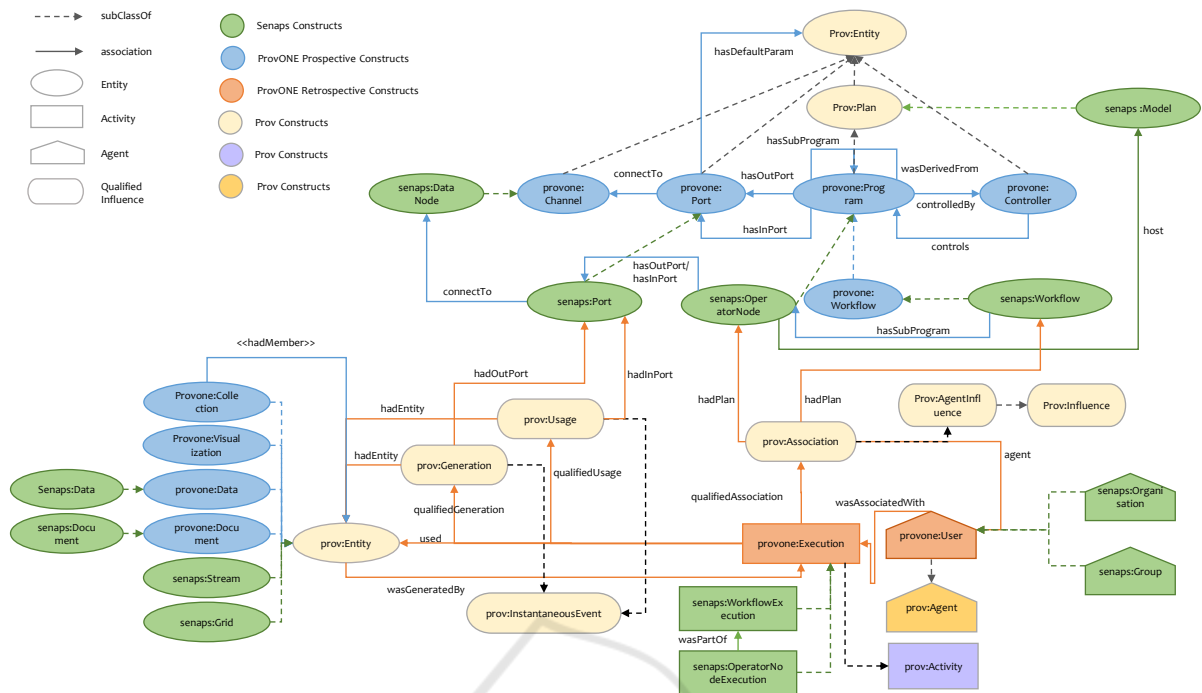 subClassOf
association
Entity
Activity
Agent
Qualified
Influence
Senaps Constructs
ProvONE Prospective Constructs
ProvONE Retrospective Constructs
Prov Constructs
Prov Constructs
Prov Constructs
Prov:Entity
hasDefaultParam
Prov:Plan
senaps :Model
hasSubProgram
wasDerivedFrom
connectTo
hasOutPort
senaps:Data
Node
provone:
Channel
provone:
Port
provone:Prog
ram
provone:
Controller
controlledBy
hasInPort
controls
host
hasOutPort/
hasInPort
connectTo
senaps:Port
senaps:Oper
atorNode
provone:
Workflow
senaps:Workflow
hasSubProgram
<<hadMember>>
hadOutPort
hadInPort
hadPlan
hadPlan
Provone:Colle
ction
hadEntity
prov:Usage
Prov:AgentInfl
uence
Prov:Influence
Provone:Visual
ization
hadEntity
prov:Generation
qualifiedUsage
prov:Association
agent
Senaps:Data
provone:Data
qualifiedGeneration
qualifiedAssociation
wasAssociatedWith
senaps:Organi
sation
senaps:Docu
ment
provone:Docu
ment
prov:Entity
used
provone:Execution
provone:User
senaps:Stream
wasGeneratedBy
senaps:Group
senaps:Grid
prov:InstantaneousEvent
senaps:WorkflowExe
cution
prov:Agent
wasPartOf
senaps:OperatorNo
deExecution
prov:Activity